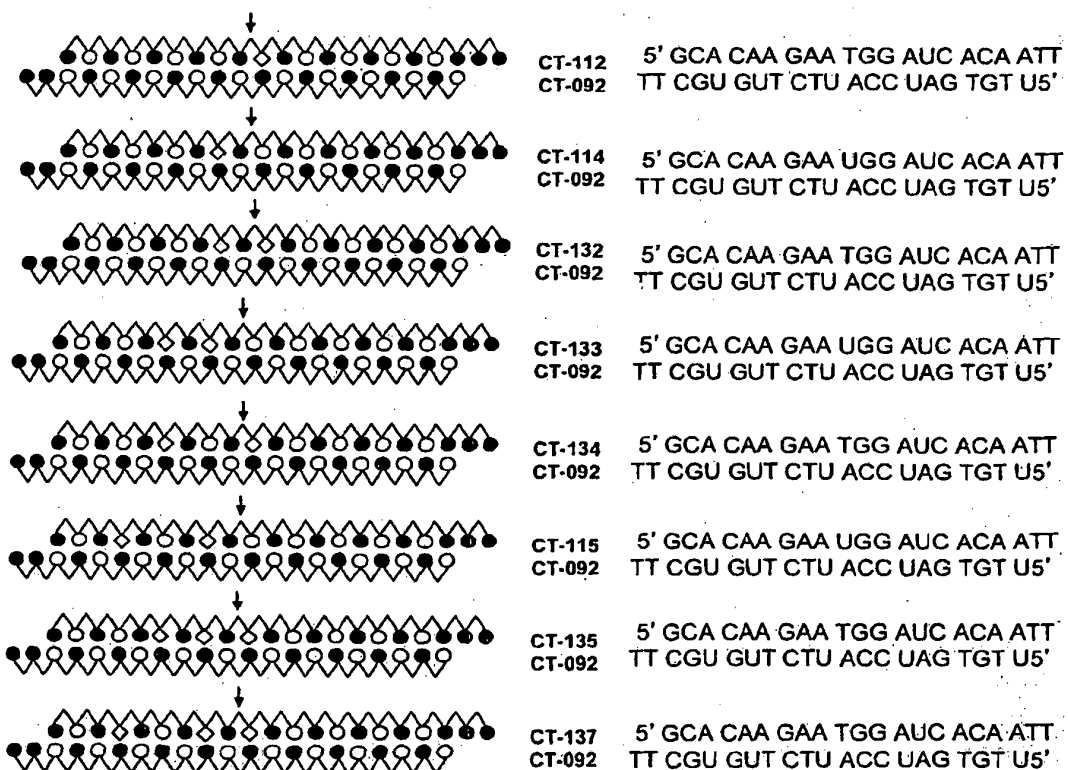 CT-112 5' GCA CAA GAA TGG AUC ACA ATT
CT-092 TT CGU GUT CTU ACC UAG TGT U5'
CT-114 5' GCA CAA GAA UGG AUC ACA ATT
CT-092 TT CGU GUT CTU ACC UAG TGT U5'
CT-132 5' GCA CAA GAA TGG AUC ACA ATT
CT-092 TT CGU GUT CTU ACC UAG TGT U5'
CT-133 5' GCA CAA GAA UGG AUC ACA ATT
CT-092 TT CGU GUT CTU ACC UAG TGT U5'
CT-134 5' GCA CAA GAA TGG AUC ACA ATT
CT-092 TT CGU GUT CTU ACC UAG TGT U5'
CT-115 5' GCA CAA GAA UGG AUC ACA ATT
CT-092 TT CGU GUT CTU ACC UAG TGT U5'
CT-135 5' GCA CAA GAA TGG AUC ACA ATT
CT-092 TT CGU GUT CTU ACC UAG TGT U5'
CT-137 5' GCA CAA GAA TGG AUC ACA ATT
CT-092 TT CGU GUT CTU ACC UAG TGT U5'